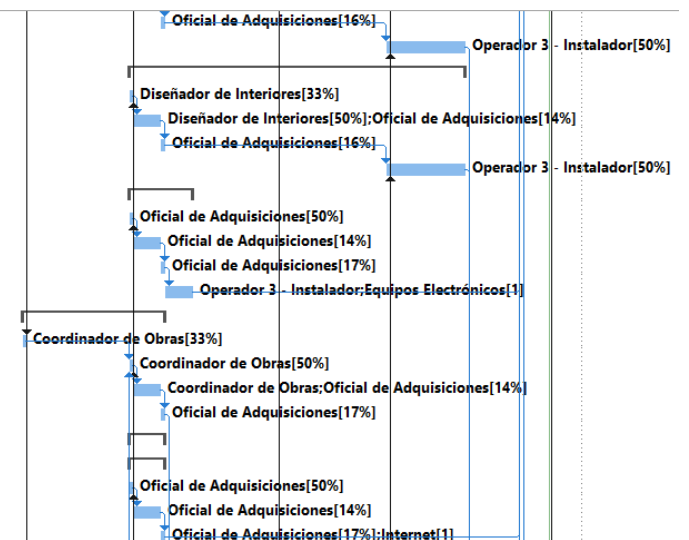 Oficial de Adquisiciones[16%]
Operador 3 - Instalador[50%]
Diseñador de Interiores[33%]
Diseñador de Interiores[50%];Oficial de Adquisiciones[14%]
Oficial de Adquisiciones[16%]
Operador 3 - Instalador[50%]
Oficial de Adquisiciones[50%]
Oficial de Adquisiciones[14%]
Oficial de Adquisiciones[17%]
Operador 3 - Instalador;Equipos Electrónicos[1]
Coordinador de Obras[33%]
Coordinador de Obras[50%]
Coordinador de Obras;Oficial de Adquisiciones[14%]
Oficial de Adquisiciones[17%]
Oficial de Adquisiciones[50%]
Oficial de Adquisiciones[14%]
Oficial de Adquisiciones[17%];Internet[1]